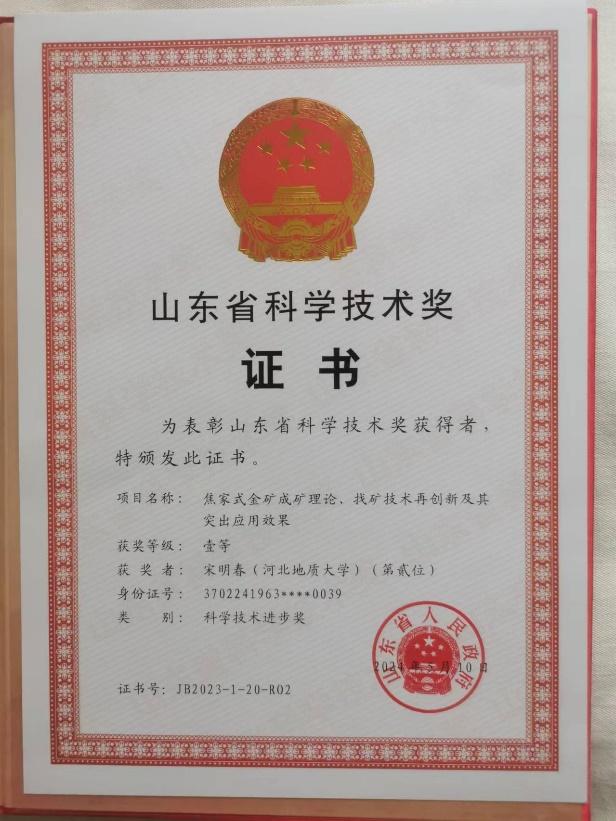 山东省科学技术奖
证书
为表彰山东省科学技术奖获得者，
特颁发此证书。
项目名称： 焦家式金矿成矿理论、找矿技术再创新及其
突出应用效果
获奖等级： 壹等
获 奖 者： 宋明春（河北地质大学）（第贰位）
身份证号： 3702241963****0039
类 别： 科学技术进步奖
山东省人民政府
2024 年 月 10 日
证书号：JB2023-1-20-R02